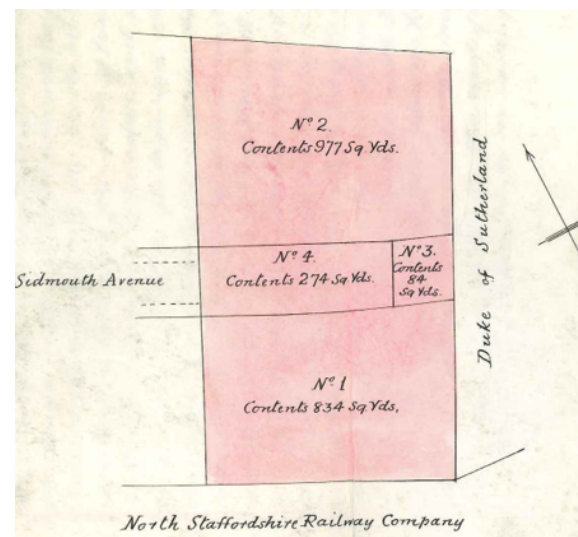 Nº 2.
Contents 977 Sq Yds.
Duke of Sutherland
Nº 4.
Contents 274 Sq Yds.
Nº 3.
Contents
84
Sq Yds.
Sidmouth Avenue
Nº 1
Contents 834 Sq Yds,
North Staffordshire Railway Company